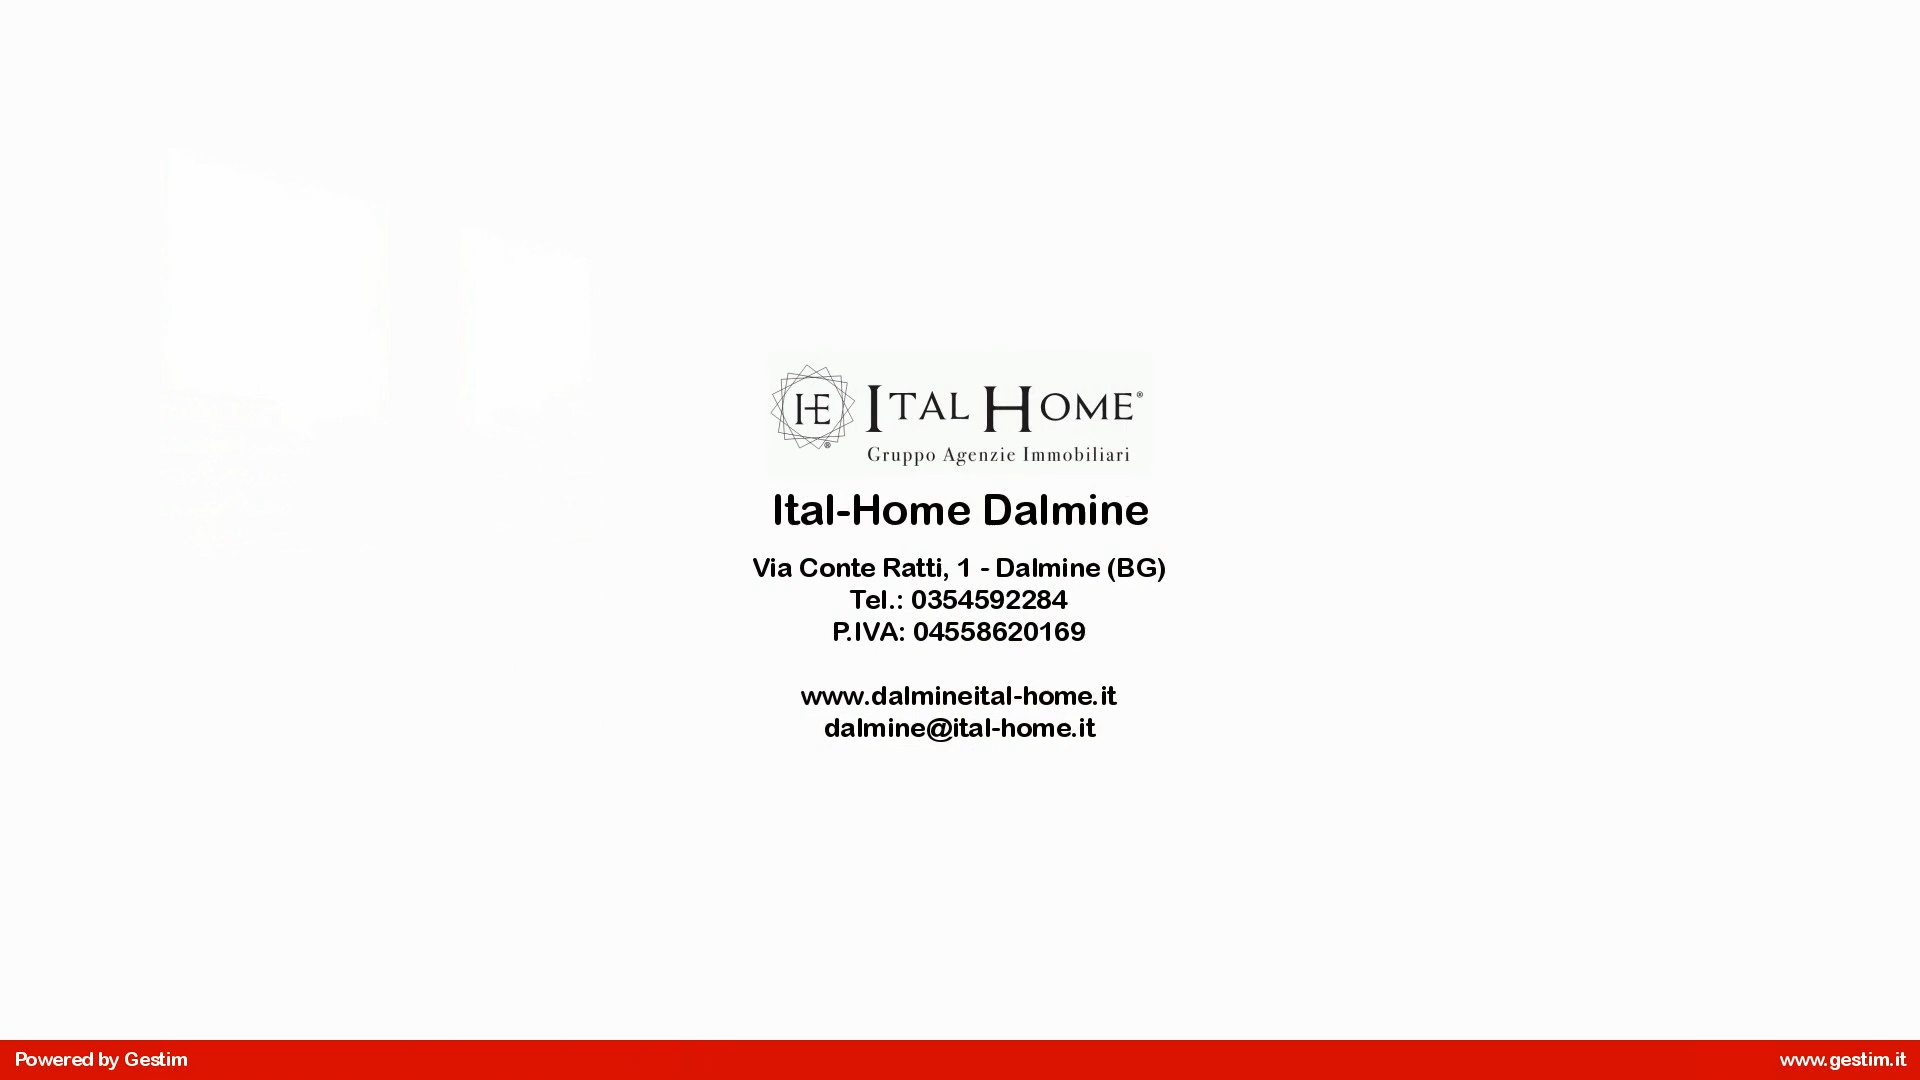 HE
ITAL HOME®
®
Gruppo Agenzie Immobiliari
Ital-Home Dalmine
Via Conte Ratti, 1 - Dalmine (BG)
Tel.: 0354592284
P.IVA: 04558620169
www.dalmineital-home.it
dalmine@ital-home.it
Powered by Gestim
www.gestim.it